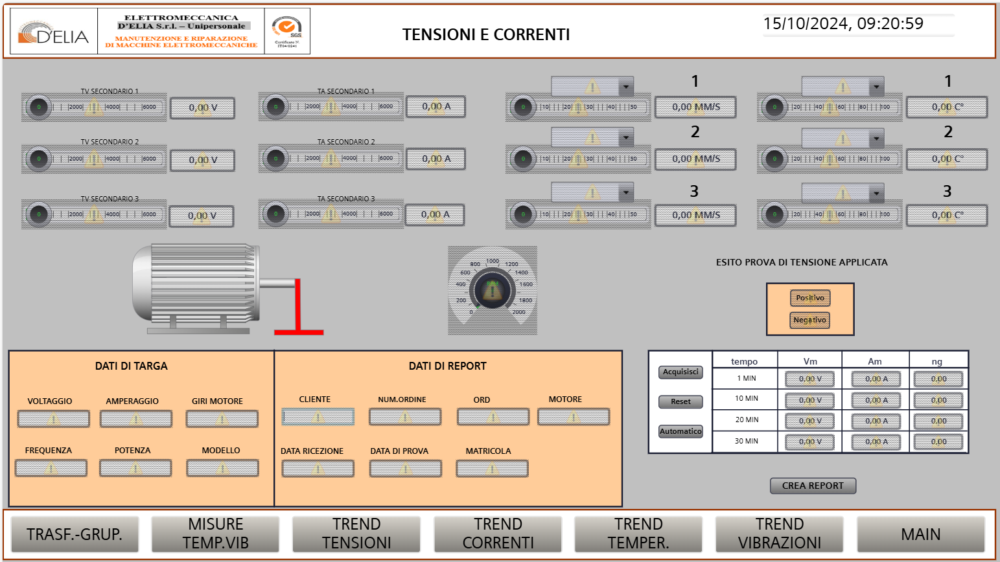 D'ELIA
ELETTROMECCANICA
D'ELIA S.r.l. – Unipersonale
MANUTENZIONE E RIPARAZIONE
DI MACCHINE ELETTROMECCANICHE
SGS
Certificato N.
IT04/0241
TENSIONI E CORRENTI
15/10/2024, 09:20:59
TV SECONDARIO 1
0 2000 4000 6000
0,00 V
TA SECONDARIO 1
0 2000 4000 6000
0,00 A
1
0 10 20 30 40 50
0,00 MM/S
1
0 20 40 60 80 100
0,00 C°
TV SECONDARIO 2
0 2000 4000 6000
0,00 V
TA SECONDARIO 2
0 2000 4000 6000
0,00 A
2
0 10 20 30 40 50
0,00 MM/S
2
0 20 40 60 80 100
0,00 C°
TV SECONDARIO 3
0 2000 4000 6000
0,00 V
TA SECONDARIO 3
0 2000 4000 6000
0,00 A
3
0 10 20 30 40 50
0,00 MM/S
3
0 20 40 60 80 100
0,00 C°
0 200 400 600 800 1000 1200 1400 1600 1800 2000
RPM
ESITO PROVA DI TENSIONE APPLICATA
Positivo
Negativo
DATI DI TARGA
VOLTAGGIO AMPERAGGIO GIRI MOTORE
FREQUENZA POTENZA MODELLO
DATI DI REPORT
CLIENTE NUM.ORDINE ORD MOTORE
DATA RICEZIONE DATA DI PROVA MATRICOLA
Acquisisci
Reset
Automatico
tempo Vm Am ng
1 MIN 0,00 V 0,00 A 0,00
10 MIN 0,00 V 0,00 A 0,00
20 MIN 0,00 V 0,00 A 0,00
30 MIN 0,00 V 0,00 A 0,00
CREA REPORT
TRASF.-GRUP.
MISURE
TEMP.VIB
TREND
TENSIONI
TREND
CORRENTI
TREND
TEMPER.
TREND
VIBRAZIONI
MAIN